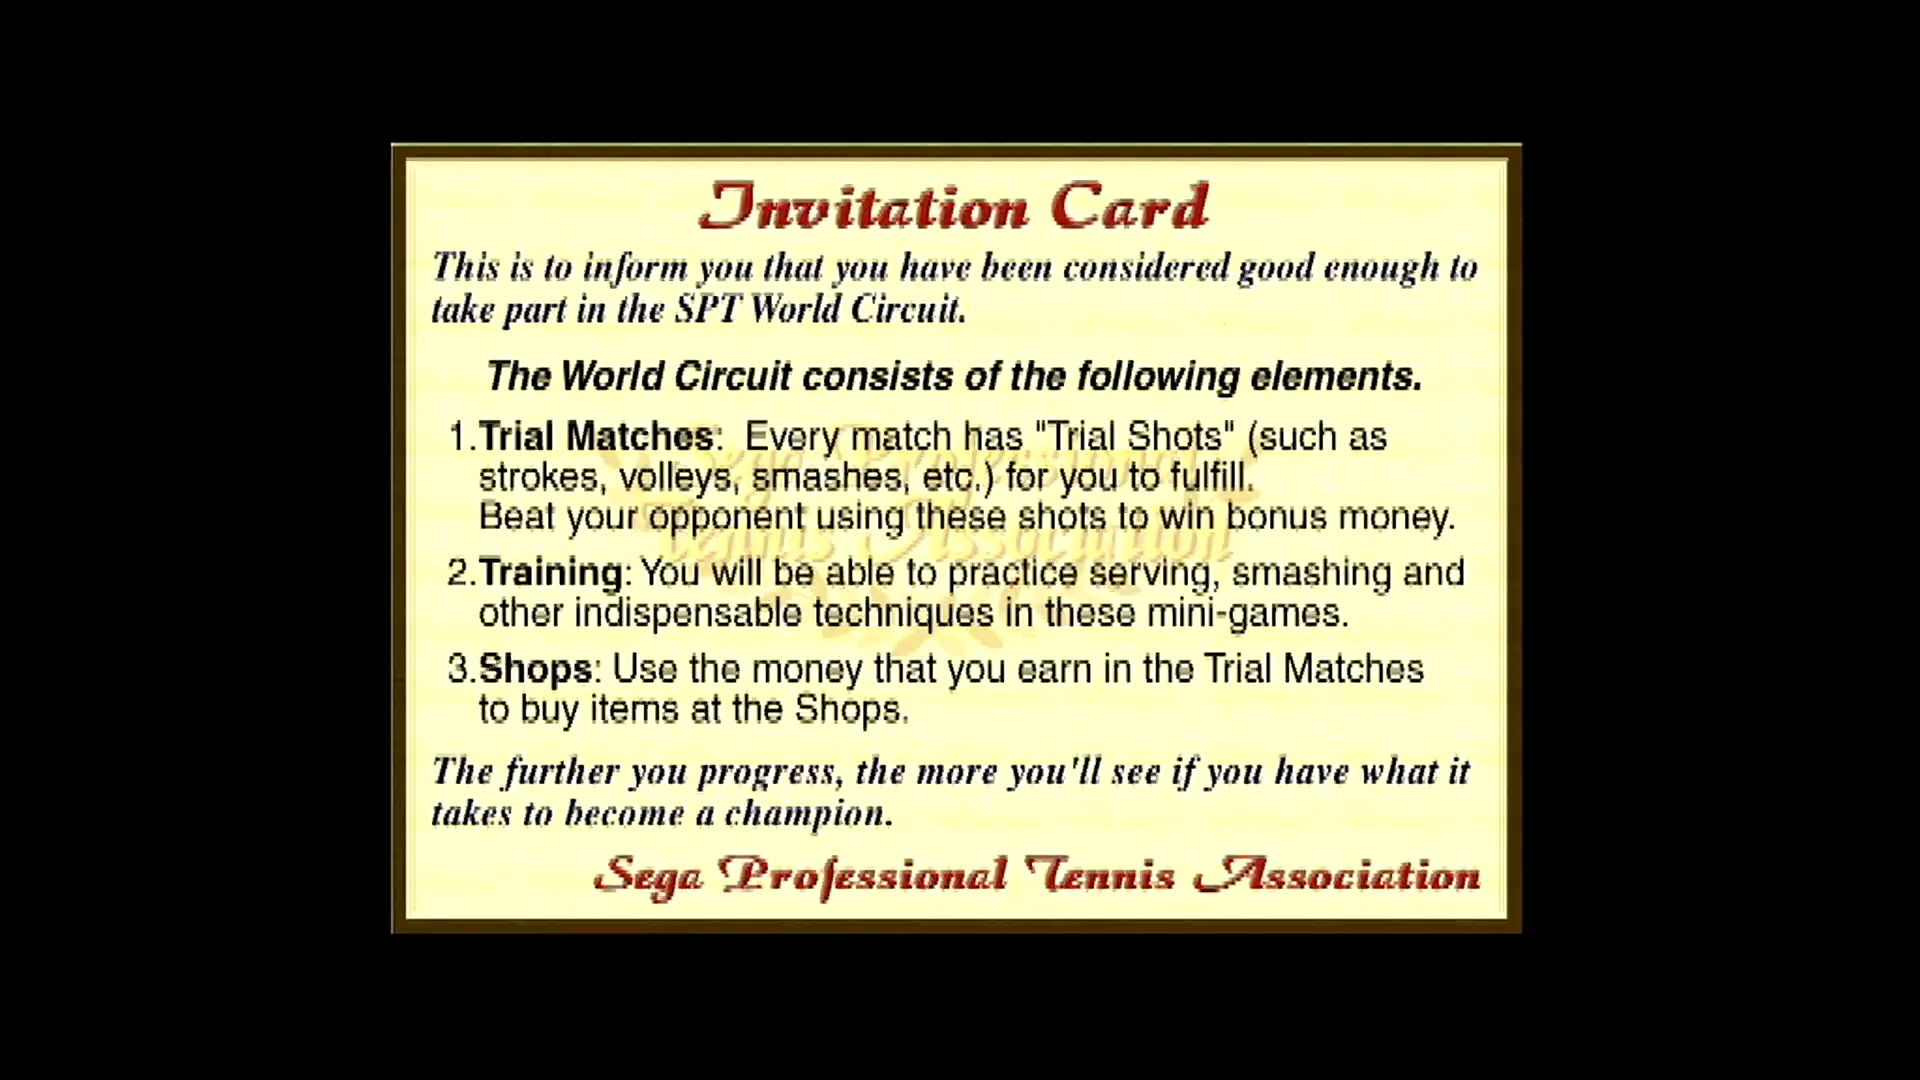 Invitation Card
This is to inform you that you have been considered good enough to
take part in the SPT World Circuit.
The World Circuit consists of the following elements.
1.Trial Matches:  Every match has "Trial Shots" (such as
strokes, volleys, smashes, etc.) for you to fulfill.
Beat your opponent using these shots to win bonus money.
2.Training: You will be able to practice serving, smashing and
other indispensable techniques in these mini-games.
3.Shops: Use the money that you earn in the Trial Matches
to buy items at the Shops.
The further you progress, the more you'll see if you have what it
takes to become a champion.
Sega Professional Tennis Association
Sega Professional
Tennis Association